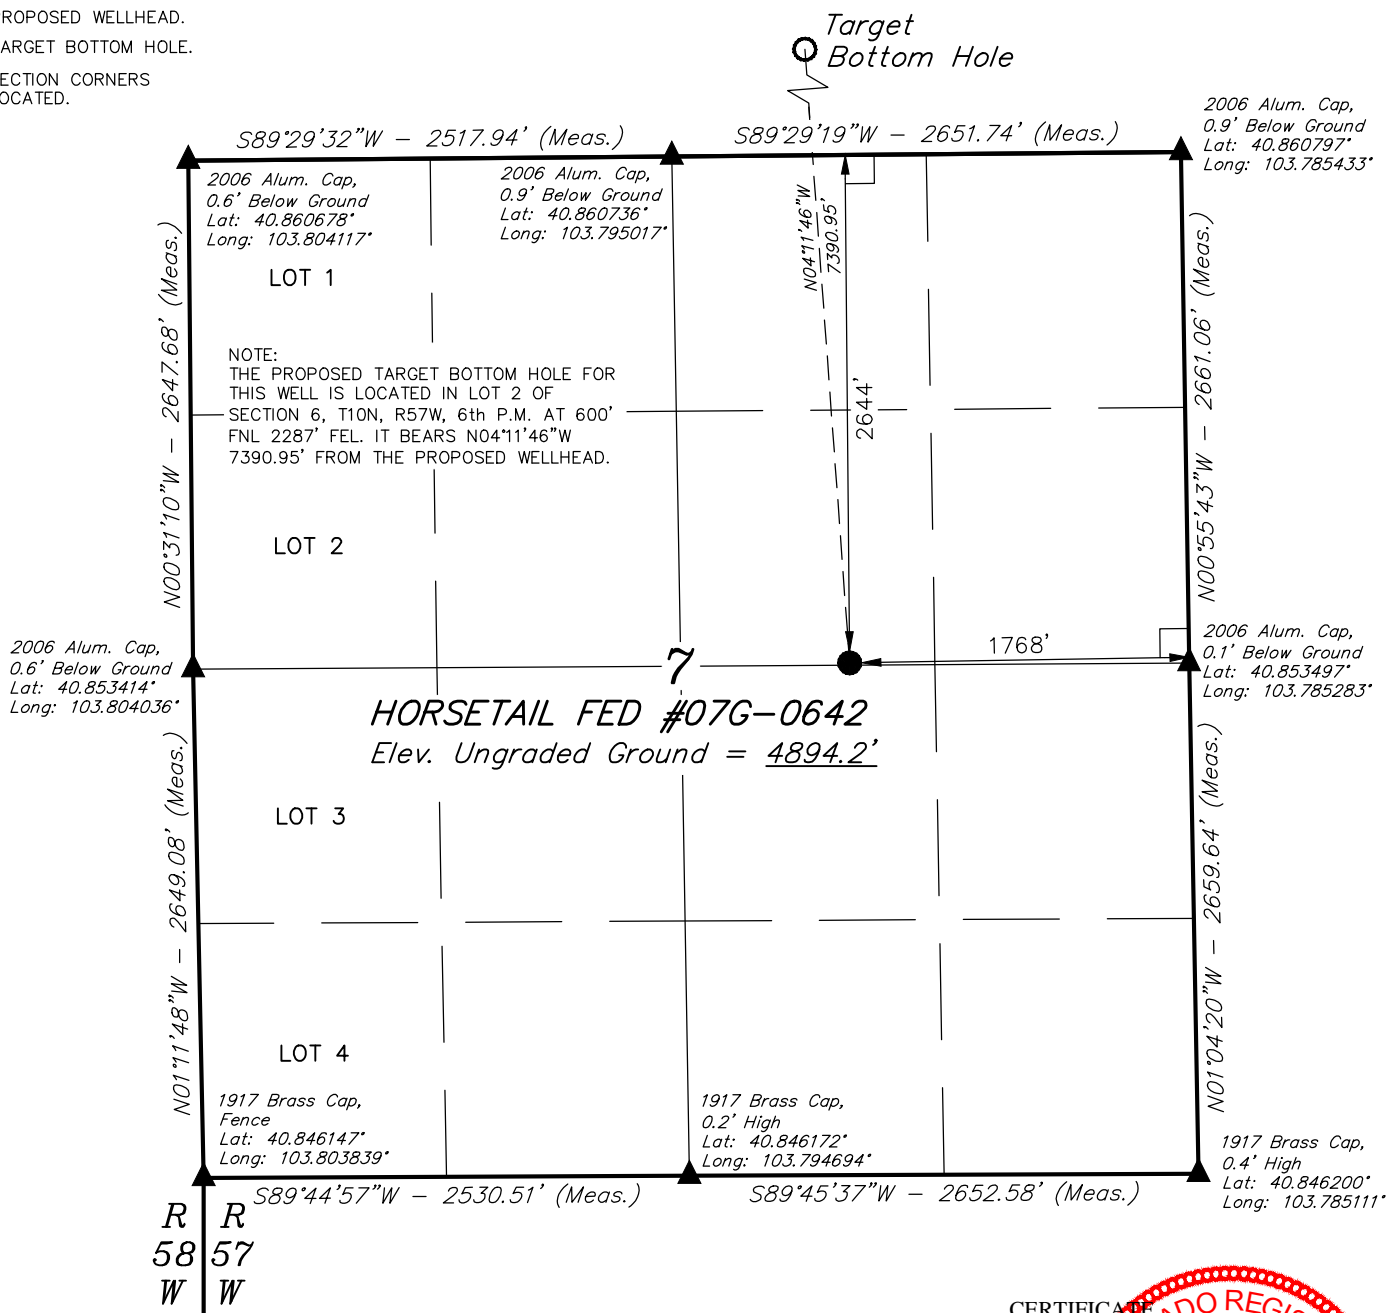 ROPOSED WELLHEAD.
ARGET BOTTOM HOLE.
ECTION CORNERS
OCATED.
Target
Bottom Hole
S89°29'32"W - 2517.94' (Meas.)
S89°29'19"W - 2651.74' (Meas.)
2006 Alum. Cap,
0.9' Below Ground
Lat: 40.860797°
Long: 103.785433°
2006 Alum. Cap,
0.6' Below Ground
Lat: 40.860678°
Long: 103.804117°
2006 Alum. Cap,
0.9' Below Ground
Lat: 40.860736°
Long: 103.795017°
N04°11'46"W
7390.95'
LOT 1
N00°31'10"W - 2647.68' (Meas.)
N00°55'43"W - 2661.06' (Meas.)
NOTE:
THE PROPOSED TARGET BOTTOM HOLE FOR
THIS WELL IS LOCATED IN LOT 2 OF
SECTION 6, T10N, R57W, 6th P.M. AT 600'
FNL 2287' FEL. IT BEARS N04°11'46"W
7390.95' FROM THE PROPOSED WELLHEAD.
2644'
LOT 2
1768'
2006 Alum. Cap,
0.6' Below Ground
Lat: 40.853414°
Long: 103.804036°
7
2006 Alum. Cap,
0.1' Below Ground
Lat: 40.853497°
Long: 103.785283°
HORSETAIL FED #07G-0642
Elev. Ungraded Ground = 4894.2'
LOT 3
N01°11'48"W - 2649.08' (Meas.)
N01°04'20"W - 2659.64' (Meas.)
LOT 4
1917 Brass Cap,
Fence
Lat: 40.846147°
Long: 103.803839°
1917 Brass Cap,
0.2' High
Lat: 40.846172°
Long: 103.794694°
1917 Brass Cap,
0.4' High
Lat: 40.846200°
Long: 103.785111°
S89°44'57"W - 2530.51' (Meas.)
S89°45'37"W - 2652.58' (Meas.)
R R
58 57
W W
CERTIFICATE
ADO REGIS